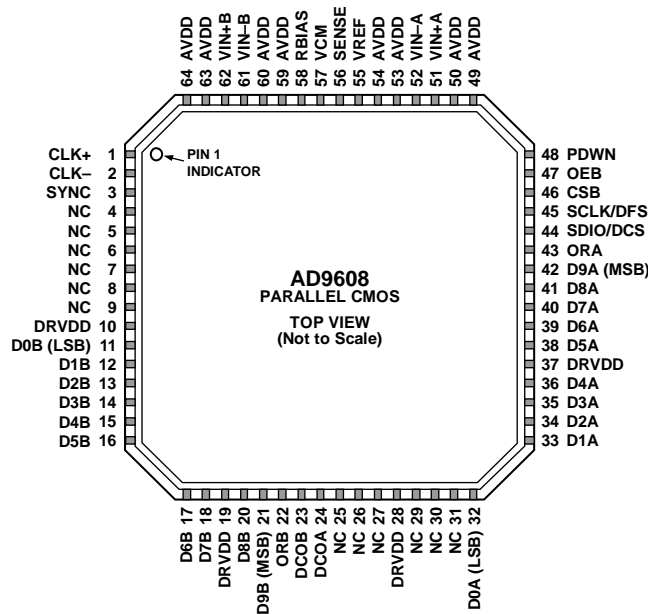 64 AVDD
63 AVDD
62 VIN+B
61 VIN–B
60 AVDD
59 AVDD
58 RBIAS
57 VCM
56 SENSE
55 VREF
54 AVDD
53 AVDD
52 VIN–A
51 VIN+A
50 AVDD
49 AVDD
CLK+ 1
CLK– 2
SYNC 3
NC 4
NC 5
NC 6
NC 7
NC 8
NC 9
DRVDD 10
D0B (LSB) 11
D1B 12
D2B 13
D3B 14
D4B 15
D5B 16
PIN 1
INDICATOR
AD9608
PARALLEL CMOS
TOP VIEW
(Not to Scale)
48 PDWN
47 OEB
46 CSB
45 SCLK/DFS
44 SDIO/DCS
43 ORA
42 D9A (MSB)
41 D8A
40 D7A
39 D6A
38 D5A
37 DRVDD
36 D4A
35 D3A
34 D2A
33 D1A
D6B 17
D7B 18
DRVDD 19
D8B 20
D9B (MSB) 21
ORB 22
DCOB 23
DCOA 24
NC 25
NC 26
NC 27
DRVDD 28
NC 29
NC 30
NC 31
D0A (LSB) 32